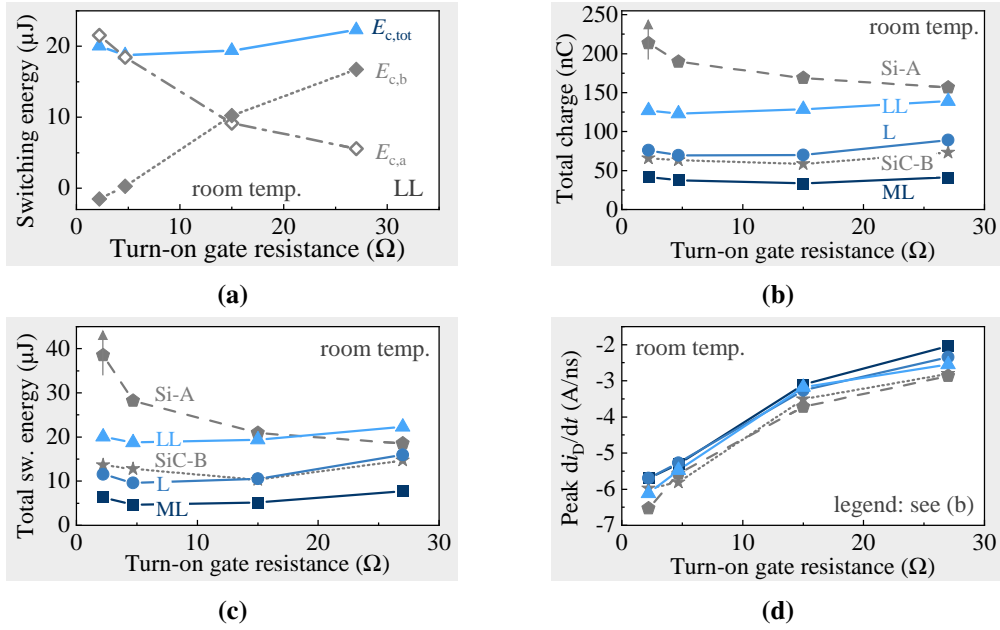 Switching energy (µJ)
20
10
0
E_c,tot
E_c,b
E_c,a
room temp.
LL
0
10
20
30
Turn-on gate resistance (Ω)
(a)
Total charge (nC)
250
200
150
100
50
0
room temp.
Si-A
LL
L
SiC-B
ML
0
10
20
30
Turn-on gate resistance (Ω)
(b)
Total sw. energy (µJ)
40
30
20
10
0
room temp.
Si-A
LL
SiC-B
L
ML
0
10
20
30
Turn-on gate resistance (Ω)
(c)
Peak di_D/dt (A/ns)
-2
-3
-4
-5
-6
-7
room temp.
legend: see (b)
0
10
20
30
Turn-on gate resistance (Ω)
(d)